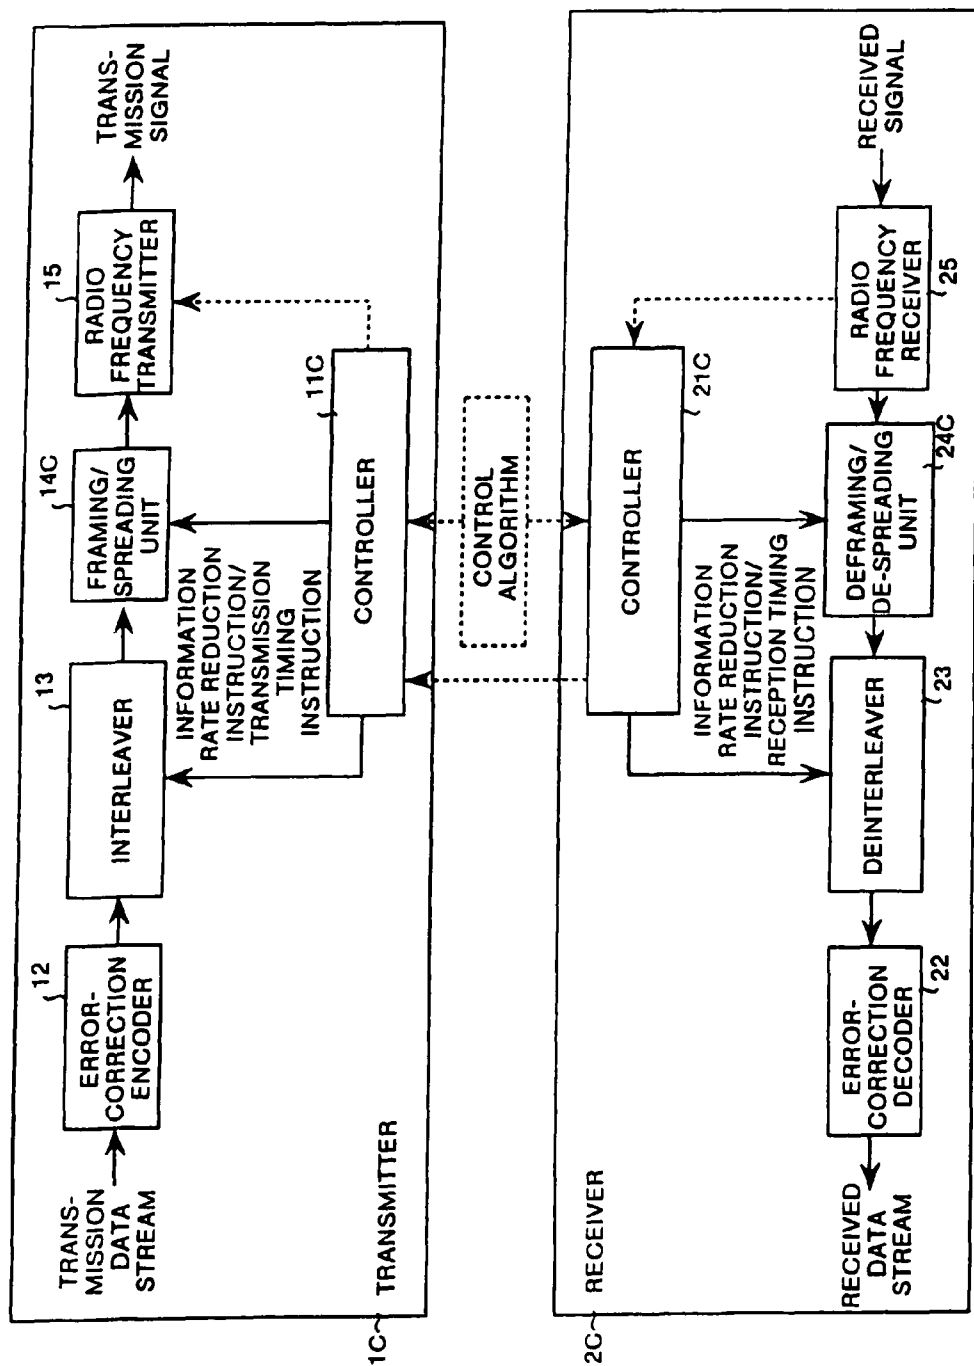 TRANS-
MISSION
DATA
STREAM
12
ERROR-
CORRECTION
ENCODER
13
INTERLEAVER
14C
FRAMING/
SPREADING
UNIT
15
RADIO
FREQUENCY
TRANSMITTER
TRANS-
MISSION
SIGNAL
INFORMATION
RATE REDUCTION
INSTRUCTION/
TRANSMISSION
TIMING
INSTRUCTION
CONTROLLER
11C
1C
TRANSMITTER
CONTROL
ALGORITHM
2C
RECEIVER
CONTROLLER
21C
INFORMATION
RATE REDUCTION
INSTRUCTION/
RECEPTION TIMING
INSTRUCTION
RECEIVED
DATA
STREAM
ERROR-
CORRECTION
DECODER
22
DEINTERLEAVER
23
DEFRAMING/
DE-SPREADING
UNIT
24C
RADIO
FREQUENCY
RECEIVER
25
RECEIVED
SIGNAL